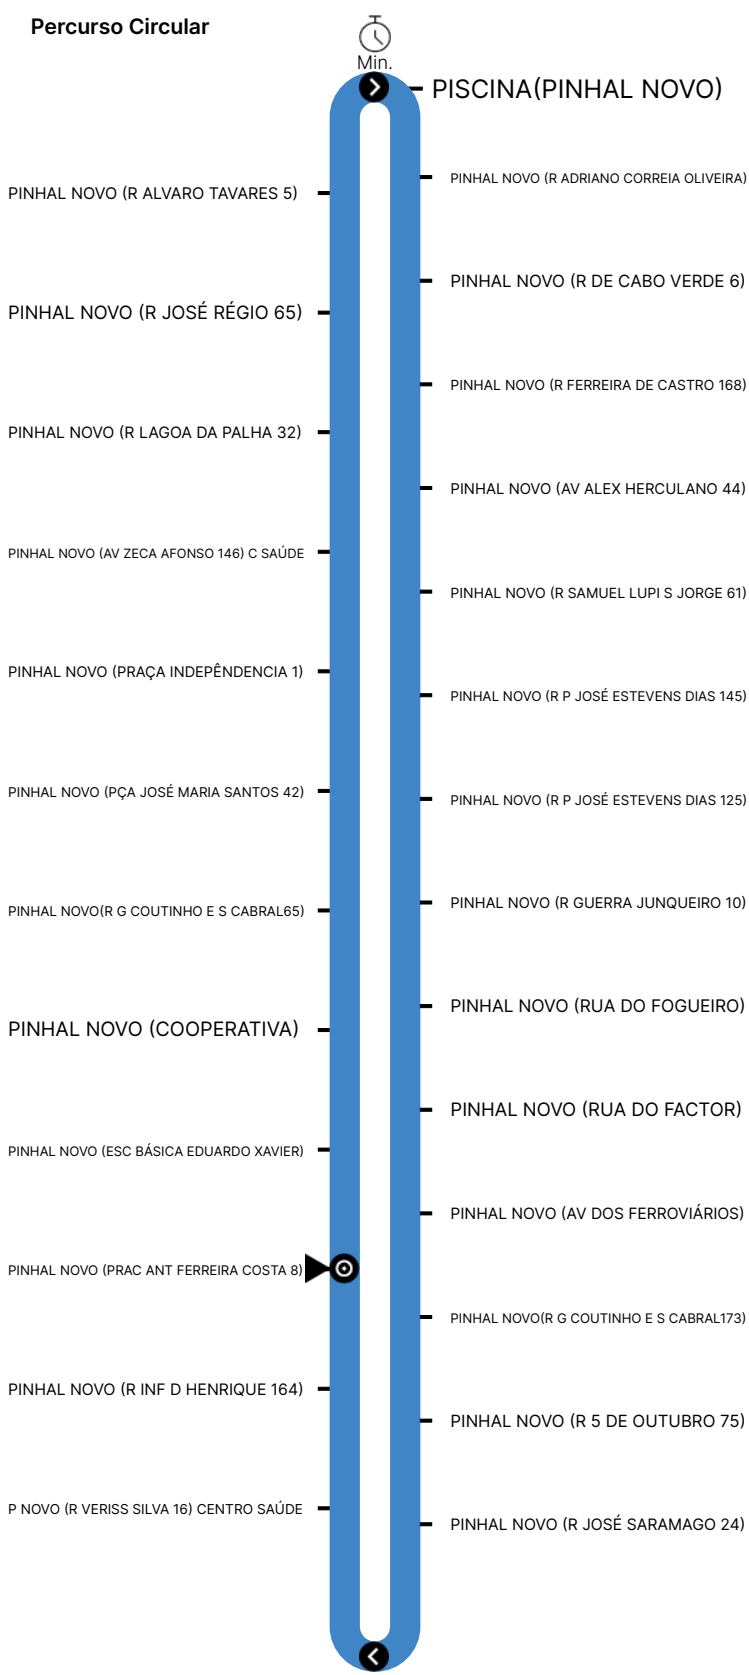 Percurso Circular
Min.
PISCINA(PINHAL NOVO)
PINHAL NOVO (R ADRIANO CORREIA OLIVEIRA)
PINHAL NOVO (R DE CABO VERDE 6)
PINHAL NOVO (R FERREIRA DE CASTRO 168)
PINHAL NOVO (AV ALEX HERCULANO 44)
PINHAL NOVO (R SAMUEL LUPI S JORGE 61)
PINHAL NOVO (R P JOSÉ ESTEVENS DIAS 145)
PINHAL NOVO (R P JOSÉ ESTEVENS DIAS 125)
PINHAL NOVO (R GUERRA JUNQUEIRO 10)
PINHAL NOVO (RUA DO FOGUEIRO)
PINHAL NOVO (RUA DO FACTOR)
PINHAL NOVO (AV DOS FERROVIÁRIOS)
PINHAL NOVO(R G COUTINHO E S CABRAL173)
PINHAL NOVO (R 5 DE OUTUBRO 75)
PINHAL NOVO (R JOSÉ SARAMAGO 24)
PINHAL NOVO (R ALVARO TAVARES 5)
PINHAL NOVO (R JOSÉ RÉGIO 65)
PINHAL NOVO (R LAGOA DA PALHA 32)
PINHAL NOVO (AV ZECA AFONSO 146) C SAÚDE
PINHAL NOVO (PRAÇA INDEPÊNDENCIA 1)
PINHAL NOVO (PÇA JOSÉ MARIA SANTOS 42)
PINHAL NOVO(R G COUTINHO E S CABRAL65)
PINHAL NOVO (COOPERATIVA)
PINHAL NOVO (ESC BÁSICA EDUARDO XAVIER)
PINHAL NOVO (PRAC ANT FERREIRA COSTA 8)
PINHAL NOVO (R INF D HENRIQUE 164)
P NOVO (R VERISS SILVA 16) CENTRO SAÚDE